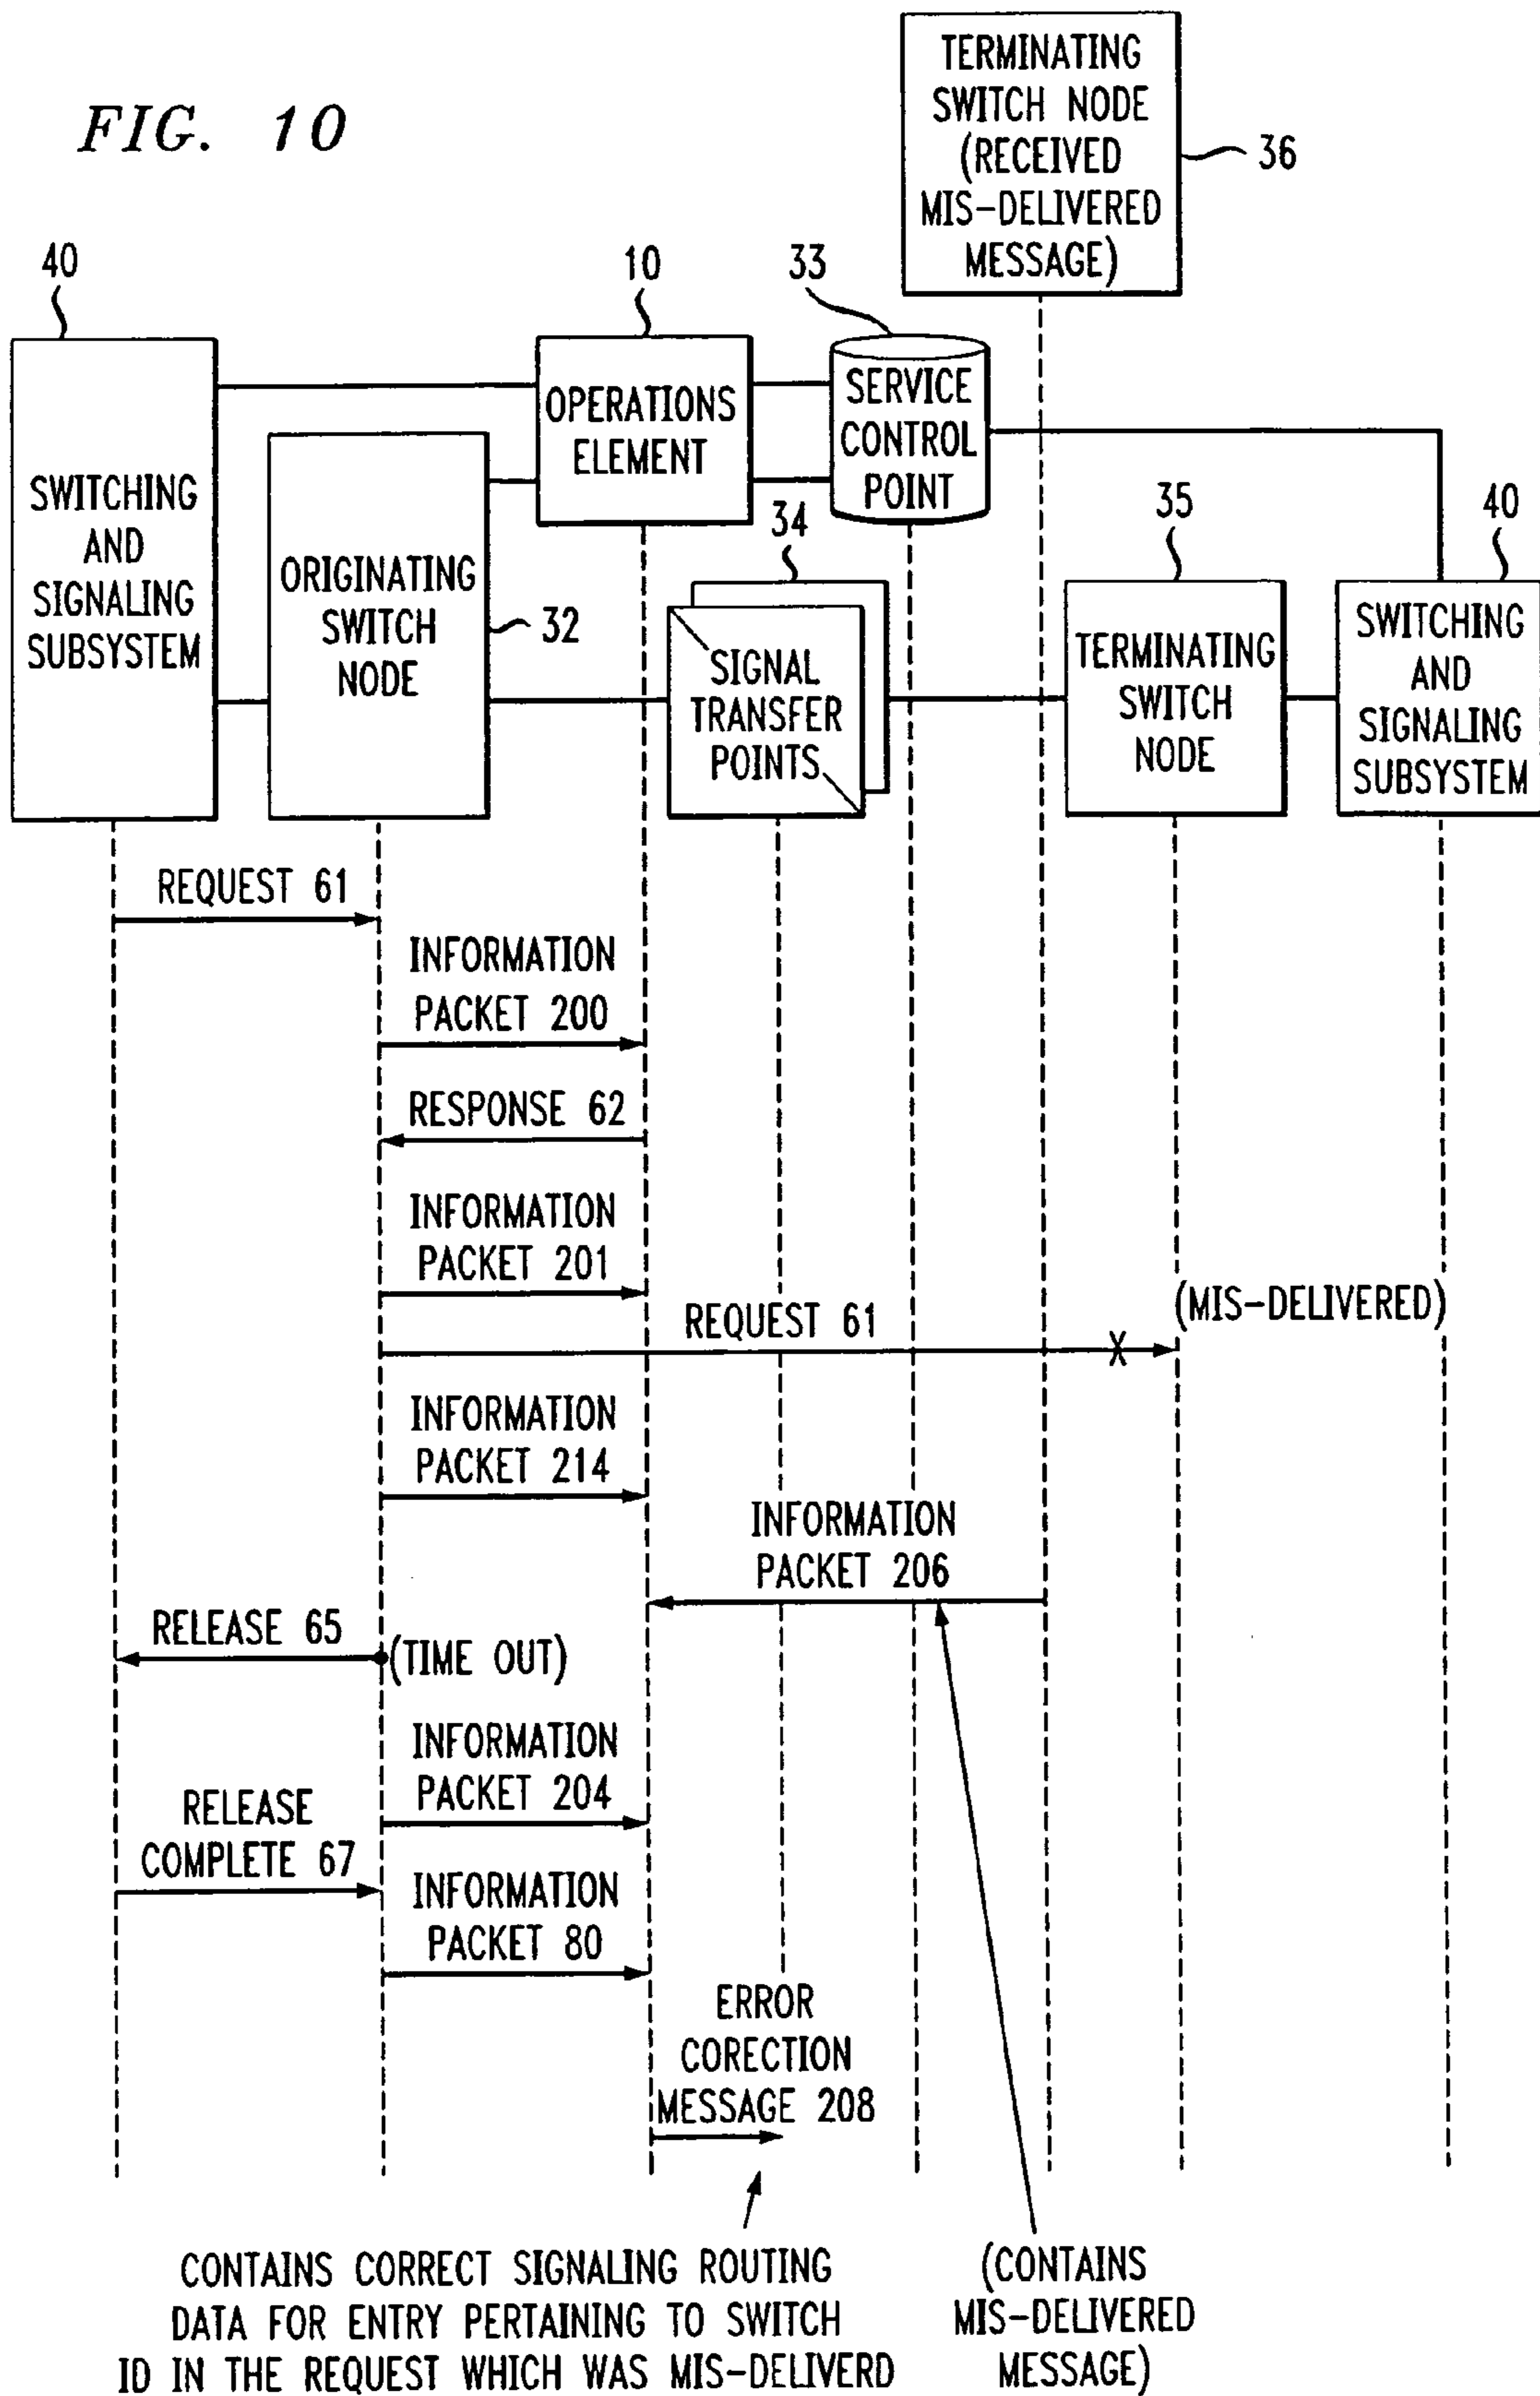 FIG. 10
TERMINATING
SWITCH NODE
(RECEIVED
MIS-DELIVERED
MESSAGE)
36
40
10
33
SWITCHING
AND
SIGNALING
SUBSYSTEM
ORIGINATING
SWITCH
NODE
32
OPERATIONS
ELEMENT
SERVICE
CONTROL
POINT
34
SIGNAL
TRANSFER
POINTS
35
TERMINATING
SWITCH
NODE
40
SWITCHING
AND
SIGNALING
SUBSYSTEM
REQUEST 61
INFORMATION
PACKET 200
RESPONSE 62
INFORMATION
PACKET 201
REQUEST 61
X
(MIS-DELIVERED)
INFORMATION
PACKET 214
INFORMATION
PACKET 206
RELEASE 65
(TIME OUT)
INFORMATION
PACKET 204
RELEASE
COMPLETE 67
INFORMATION
PACKET 80
ERROR
CORECTION
MESSAGE 208
CONTAINS CORRECT SIGNALING ROUTING
DATA FOR ENTRY PERTAINING TO SWITCH
ID IN THE REQUEST WHICH WAS MIS-DELIVERD
(CONTAINS
MIS-DELIVERED
MESSAGE)